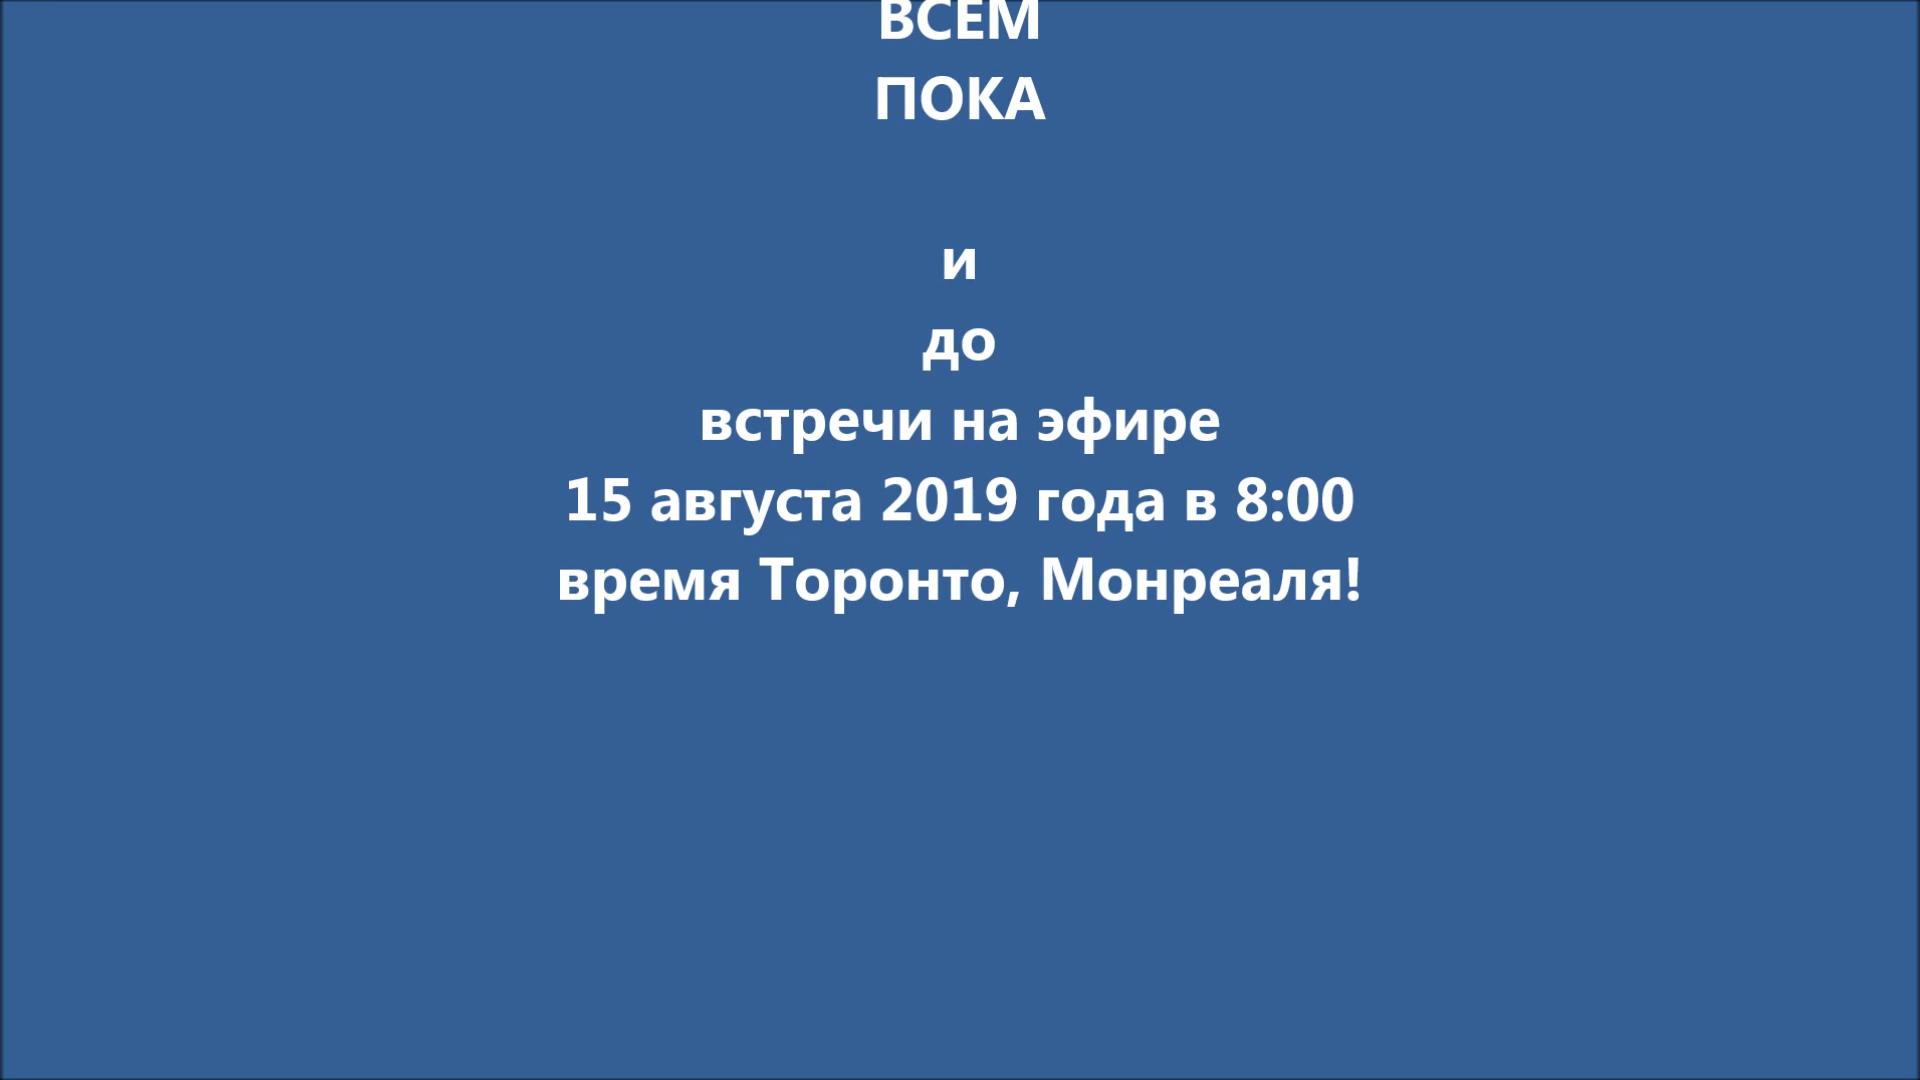 ВСЕМ
ПОКА
и
до
встречи на эфире
15 августа 2019 года в 8:00
время Торонто, Монреаля!